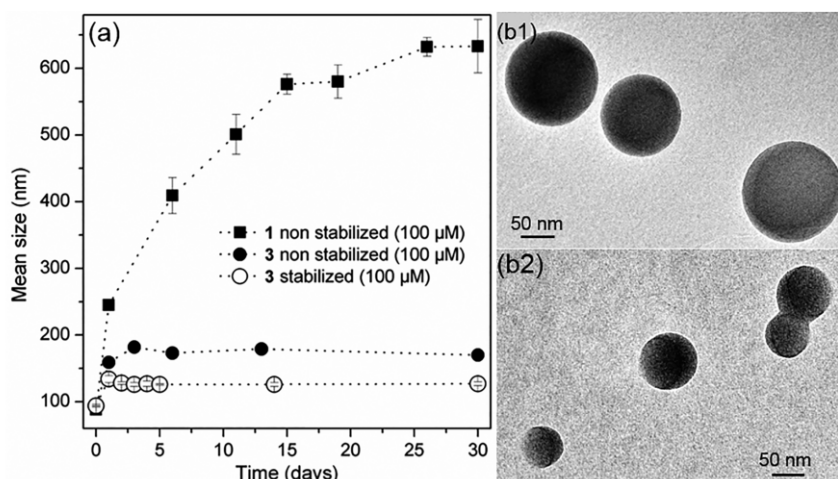 (a)
600
500
400
300
200
100
0
5
10
15
20
25
30
Mean size (nm)
Time (days)
1 non stabilized (100 µM)
3 non stabilized (100 µM)
3 stabilized (100 µM)
(b1)
50 nm
(b2)
50 nm